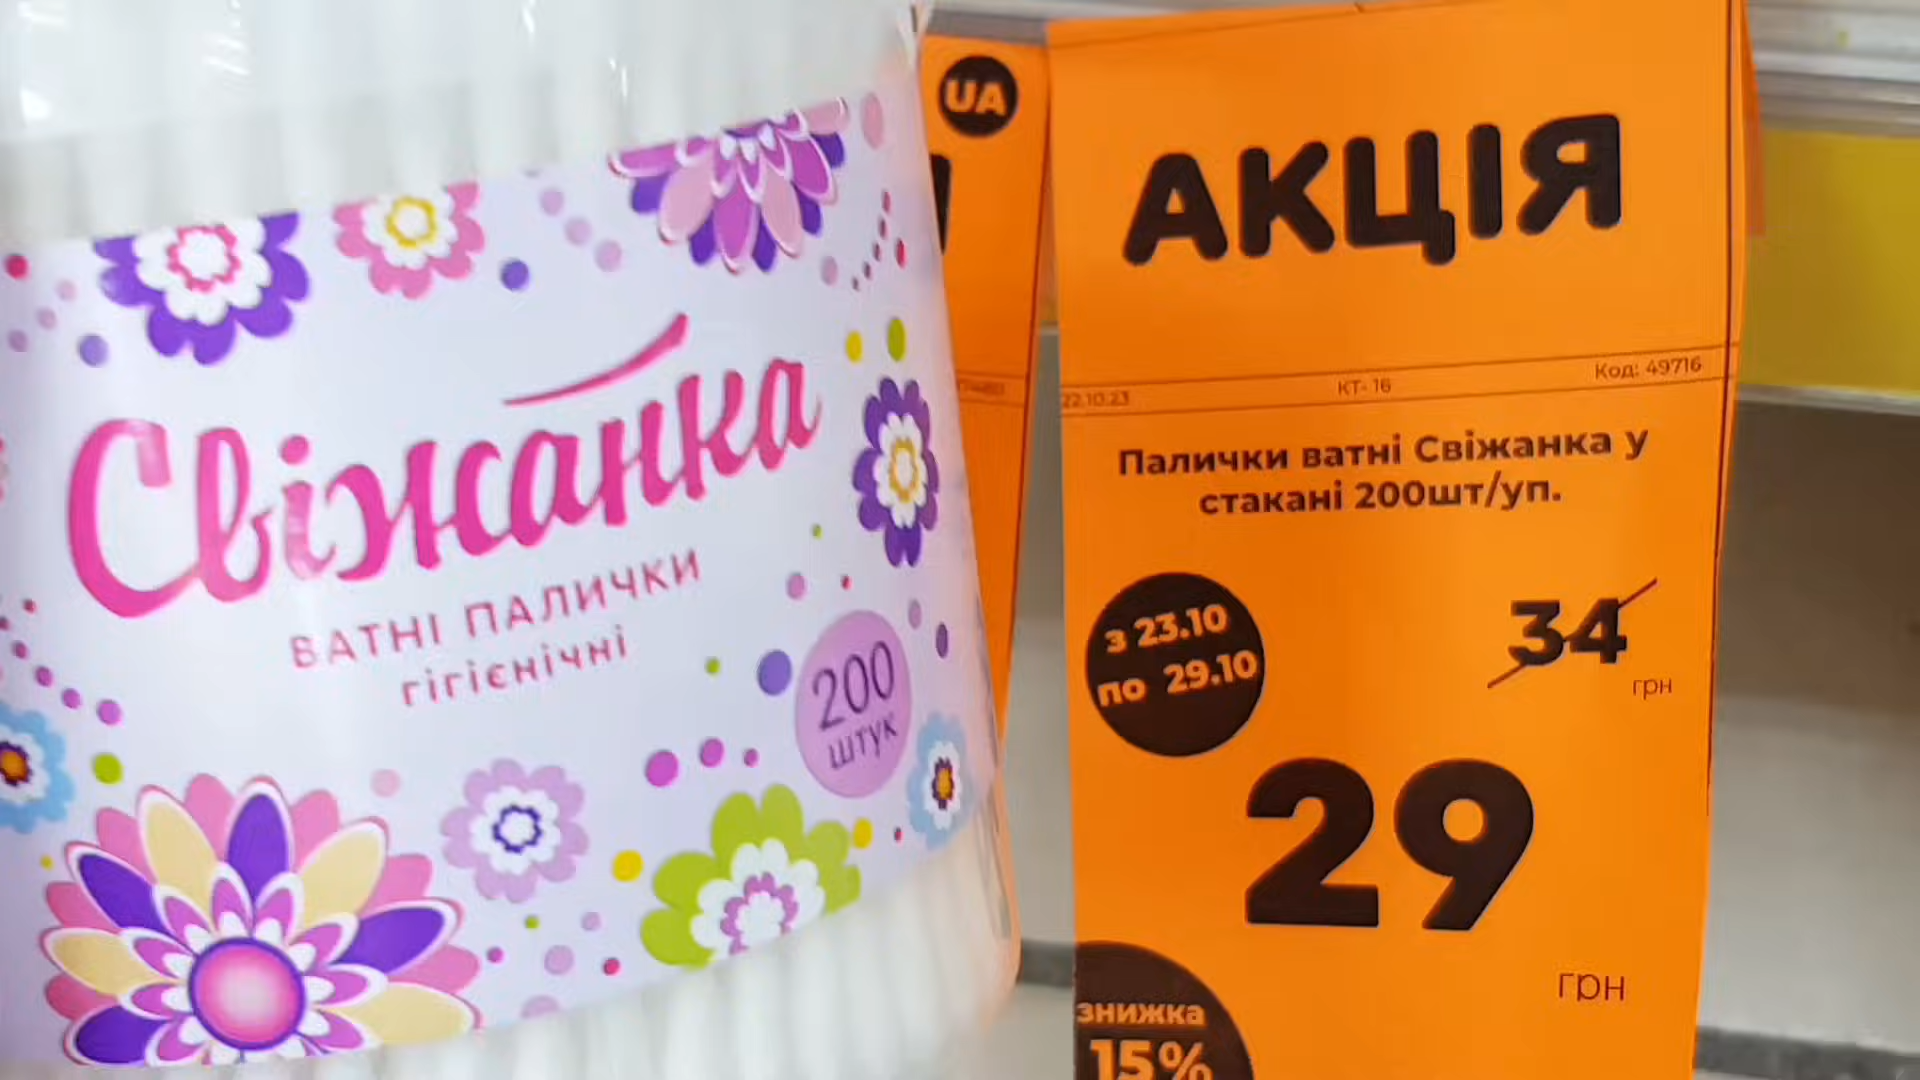 Свіжанка
ВАТНІ ПАЛИЧКИ
гігієнічні
200
штук
UA
АКЦІЯ
22.10.23 КТ- 16 Код: 49716
Палички ватні Свіжанка у
стакані 200шт/уп.
з 23.10
по 29.10
34
грн
29
грн
знижка
15%